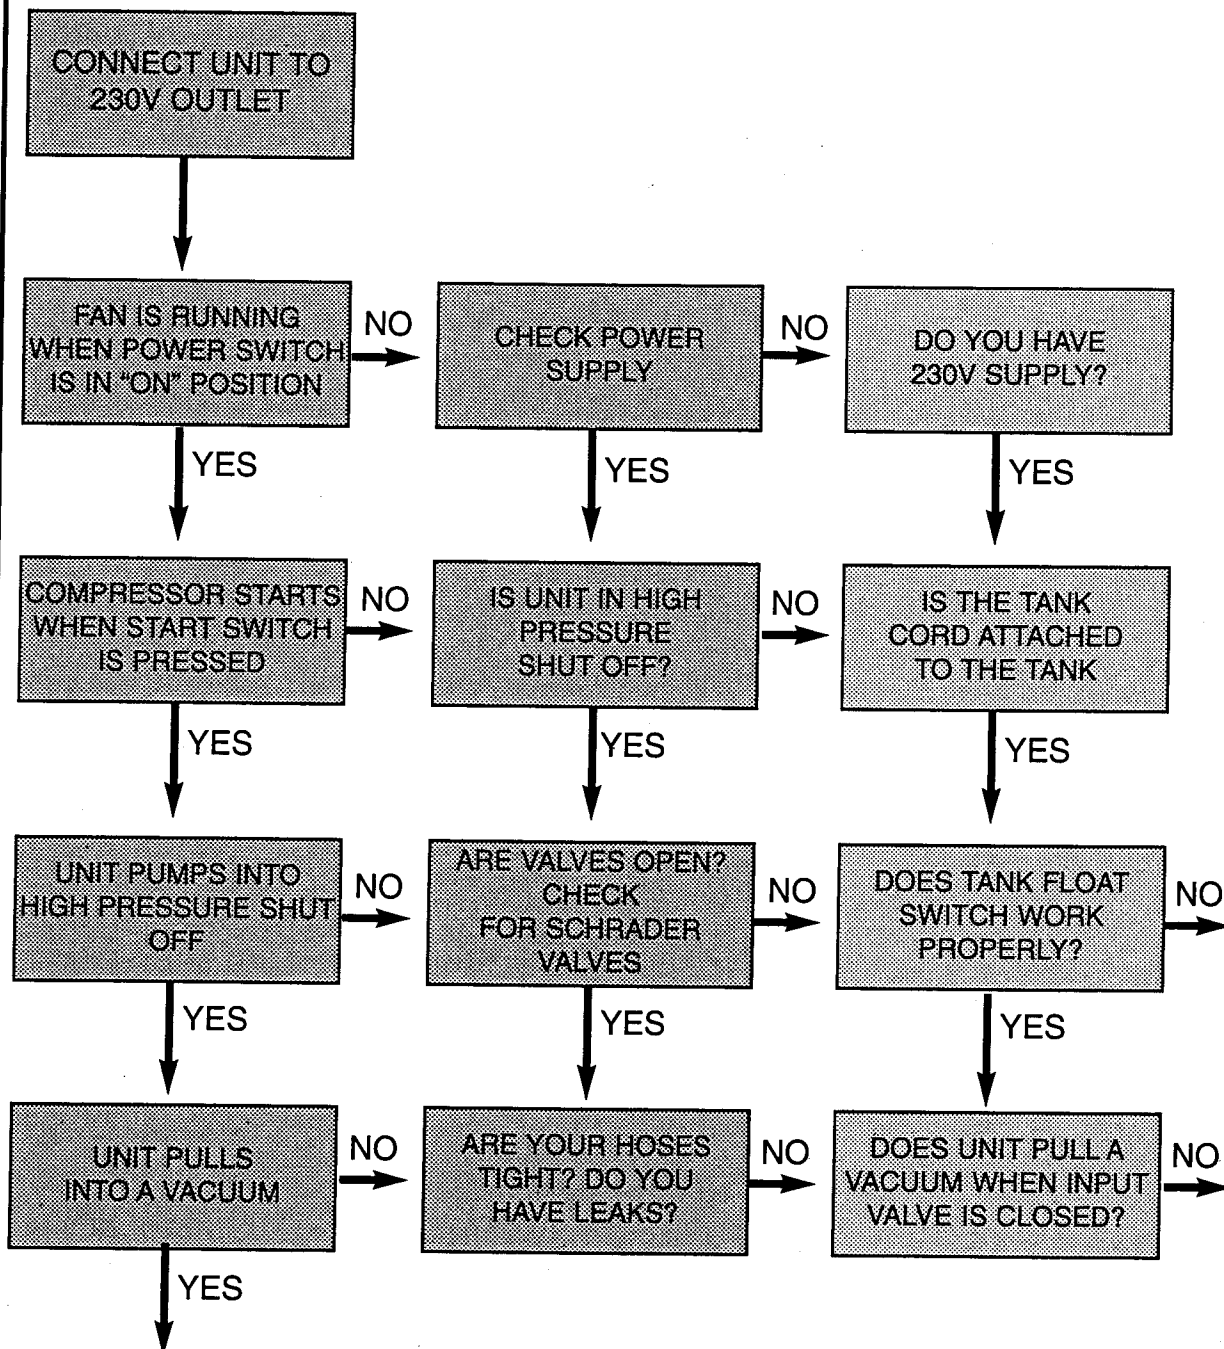 CONNECT UNIT TO
230V OUTLET
FAN IS RUNNING
WHEN POWER SWITCH
IS IN "ON" POSITION
NO
CHECK POWER
SUPPLY
NO
DO YOU HAVE
230V SUPPLY?
YES
YES
YES
COMPRESSOR STARTS
WHEN START SWITCH
IS PRESSED
NO
IS UNIT IN HIGH
PRESSURE
SHUT OFF?
NO
IS THE TANK
CORD ATTACHED
TO THE TANK
YES
YES
YES
UNIT PUMPS INTO
HIGH PRESSURE SHUT
OFF
NO
ARE VALVES OPEN?
CHECK
FOR SCHRADER
VALVES
NO
DOES TANK FLOAT
SWITCH WORK
PROPERLY?
NO
YES
YES
YES
UNIT PULLS
INTO A VACUUM
NO
ARE YOUR HOSES
TIGHT? DO YOU
HAVE LEAKS?
NO
DOES UNIT PULL A
VACUUM WHEN INPUT
VALVE IS CLOSED?
NO
YES